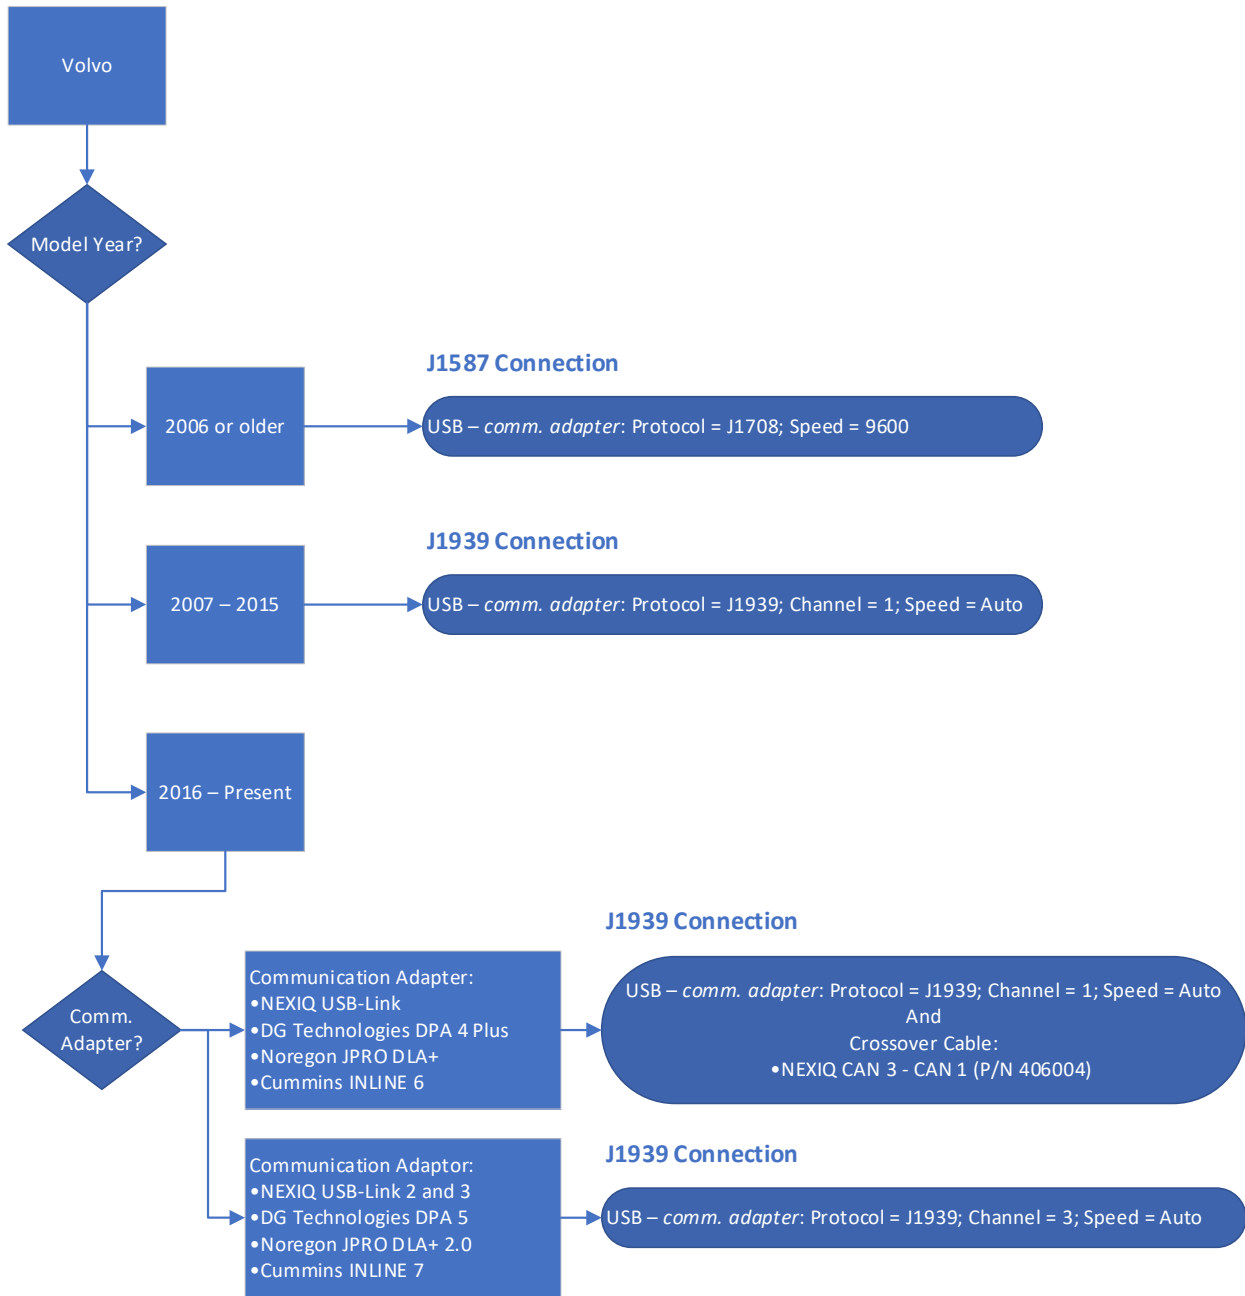 Volvo
Model Year?
J1587 Connection
2006 or older
USB – comm. adapter: Protocol = J1708; Speed = 9600
J1939 Connection
2007 – 2015
USB – comm. adapter: Protocol = J1939; Channel = 1; Speed = Auto
2016 – Present
J1939 Connection
Comm.
Adapter?
Communication Adapter:
•NEXIQ USB-Link
•DG Technologies DPA 4 Plus
•Noregon JPRO DLA+
•Cummins INLINE 6
USB – comm. adapter: Protocol = J1939; Channel = 1; Speed = Auto
And
Crossover Cable:
•NEXIQ CAN 3 - CAN 1 (P/N 406004)
J1939 Connection
Communication Adaptor:
•NEXIQ USB-Link 2 and 3
•DG Technologies DPA 5
•Noregon JPRO DLA+ 2.0
•Cummins INLINE 7
USB – comm. adapter: Protocol = J1939; Channel = 3; Speed = Auto